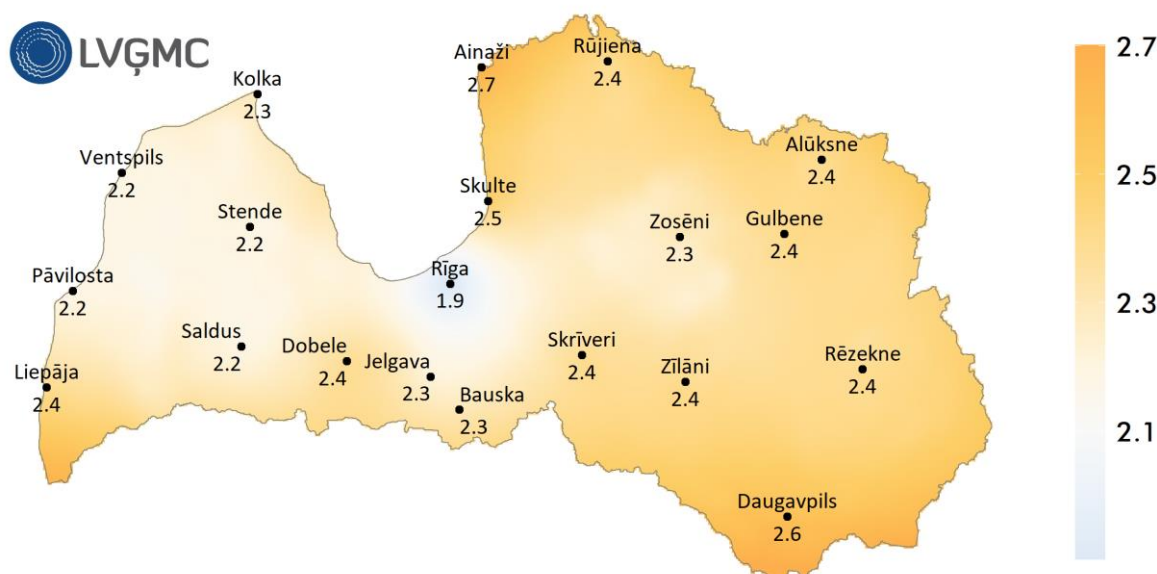 LVĢMC
Ainaži
2.7
Rūjiena
2.4
2.7
Kolka
2.3
Ventspils
2.2
Alūksne
2.4
2.5
Stende
2.2
Skulte
2.5
Zosēni
2.3
Gulbene
2.4
Pāvilosta
2.2
Rīga
1.9
2.3
Saldus
2.2
Dobele
2.4
Jelgava
2.3
Skrīveri
2.4
Zīlāni
2.4
Rēzekne
2.4
Liepāja
2.4
Bauska
2.3
2.1
Daugavpils
2.6